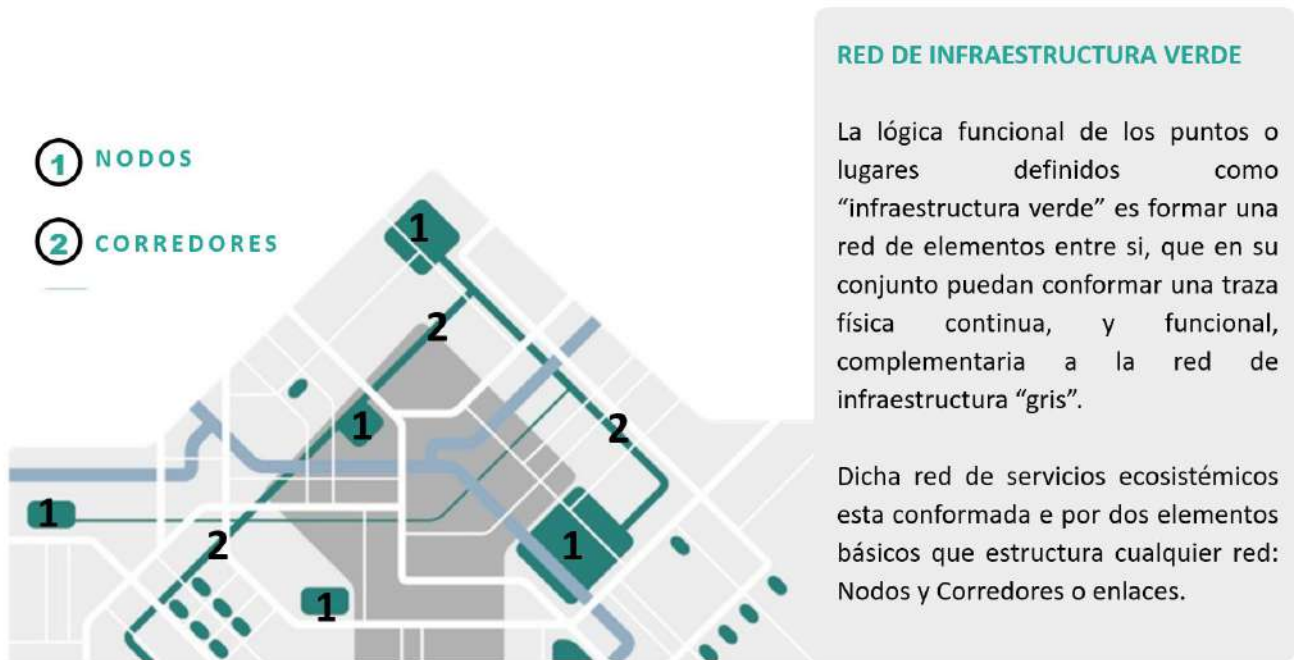 RED DE INFRAESTRUCTURA VERDE
1 NODOS
2 CORREDORES
La lógica funcional de los puntos o
lugares definidos como
“infraestructura verde” es formar una
red de elementos entre si, que en su
conjunto puedan conformar una traza
física continua, y funcional,
complementaria a la red de
infraestructura “gris”.
Dicha red de servicios ecosistémicos
esta conformada e por dos elementos
básicos que estructura cualquier red:
Nodos y Corredores o enlaces.
1
2
1
2
1
2
1
1